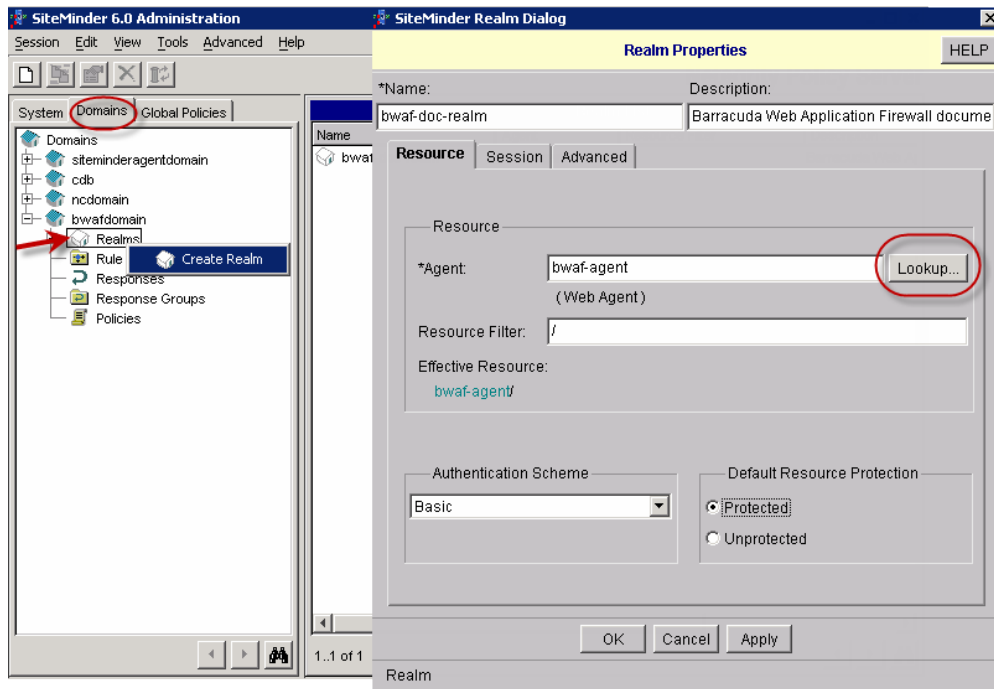 SiteMinder 6.0 Administration
Session Edit View Tools Advanced Help
System Domains Global Policies
Domains
siteminderagentdomain
cdb
ncdomain
bwafdomain
Realms
Create Realm
Rule
Responses
Response Groups
Policies
Name
bwaf
1..1 of 1
SiteMinder Realm Dialog
Realm Properties
HELP
*Name:
Description:
bwaf-doc-realm
Barracuda Web Application Firewall docume
Resource Session Advanced
Resource
*Agent:
bwaf-agent
Lookup...
(Web Agent)
Resource Filter:
/
Effective Resource:
bwaf-agent/
Authentication Scheme
Basic
Default Resource Protection
Protected
Unprotected
OK Cancel Apply
Realm